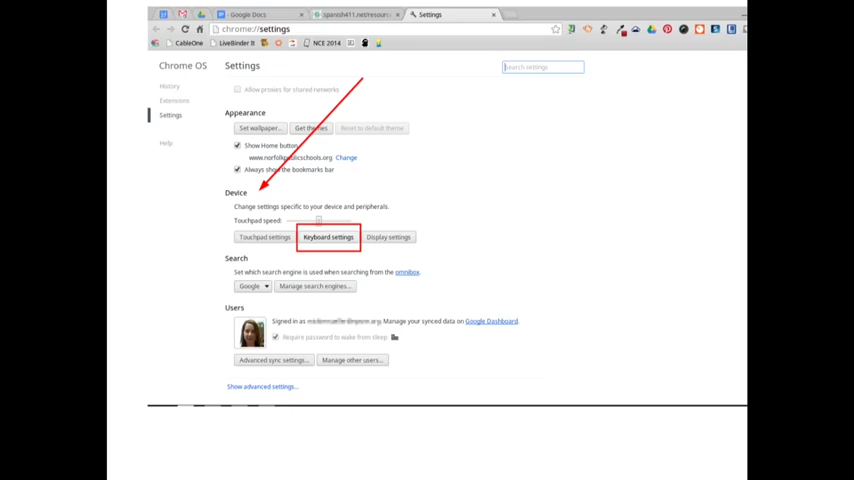 Google Docs
spanish411.net/resourc
Settings
chrome://settings
CableOne
LiveBinder It
NCE 2014
Chrome OS
Settings
Search settings
History
Extensions
Settings
Help
Allow proxies for shared networks
Appearance
Set wallpaper...
Get themes
Reset to default theme
Show Home button
www.norfolkpublicschools.org Change
Always show the bookmarks bar
Device
Change settings specific to your device and peripherals.
Touchpad speed:
Touchpad settings
Keyboard settings
Display settings
Search
Set which search engine is used when searching from the omnibox.
Google
Manage search engines...
Users
Signed in as Manage your synced data on Google Dashboard.
Require password to wake from sleep
Advanced sync settings...
Manage other users...
Show advanced settings...